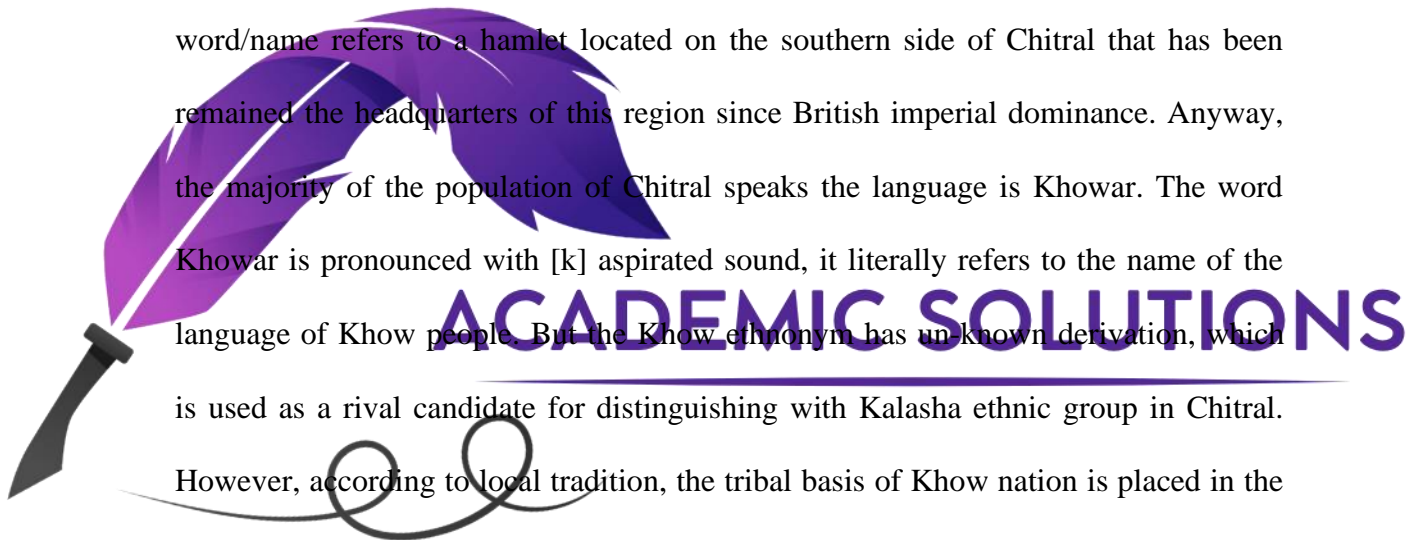 word/name refers to a hamlet located on the southern side of Chitral that has been
remained the headquarters of this region since British imperial dominance. Anyway,
the majority of the population of Chitral speaks the language is Khowar. The word
Khowar is pronounced with [k] aspirated sound, it literally refers to the name of the
ACADEMIC SOLUTIONS
language of Khow people. But the Khow ethnonym has un-known derivation, which
is used as a rival candidate for distinguishing with Kalasha ethnic group in Chitral.
However, according to local tradition, the tribal basis of Khow nation is placed in the